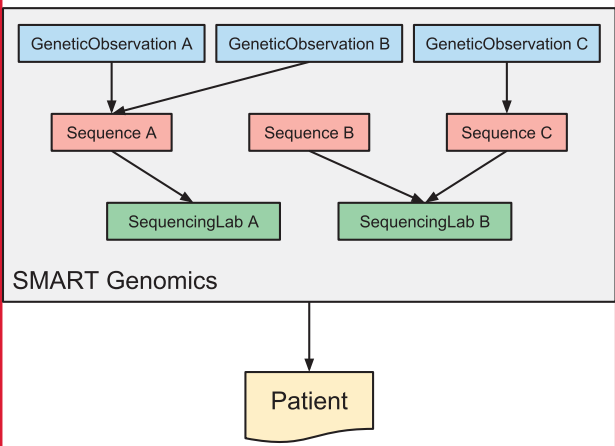 GeneticObservation A
GeneticObservation B
GeneticObservation C
Sequence A
Sequence B
Sequence C
SequencingLab A
SequencingLab B
SMART Genomics
Patient